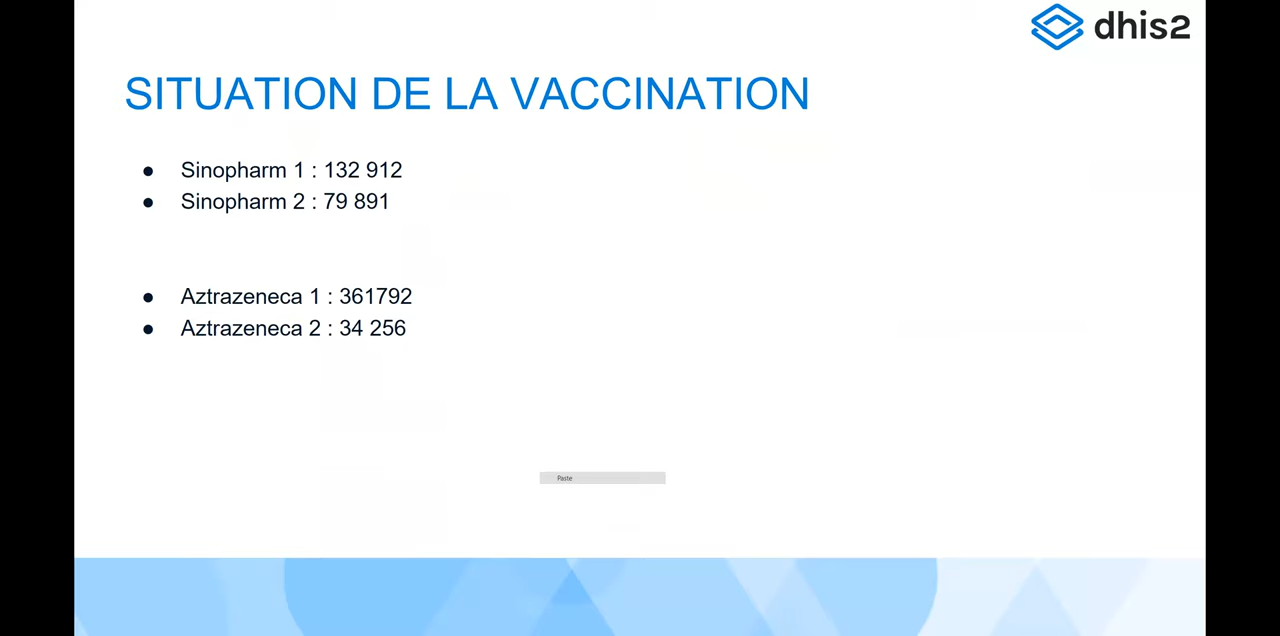 dhis2
SITUATION DE LA VACCINATION
● Sinopharm 1 : 132 912
● Sinopharm 2 : 79 891
● Aztrazeneca 1 : 361792
● Aztrazeneca 2 : 34 256
Paste